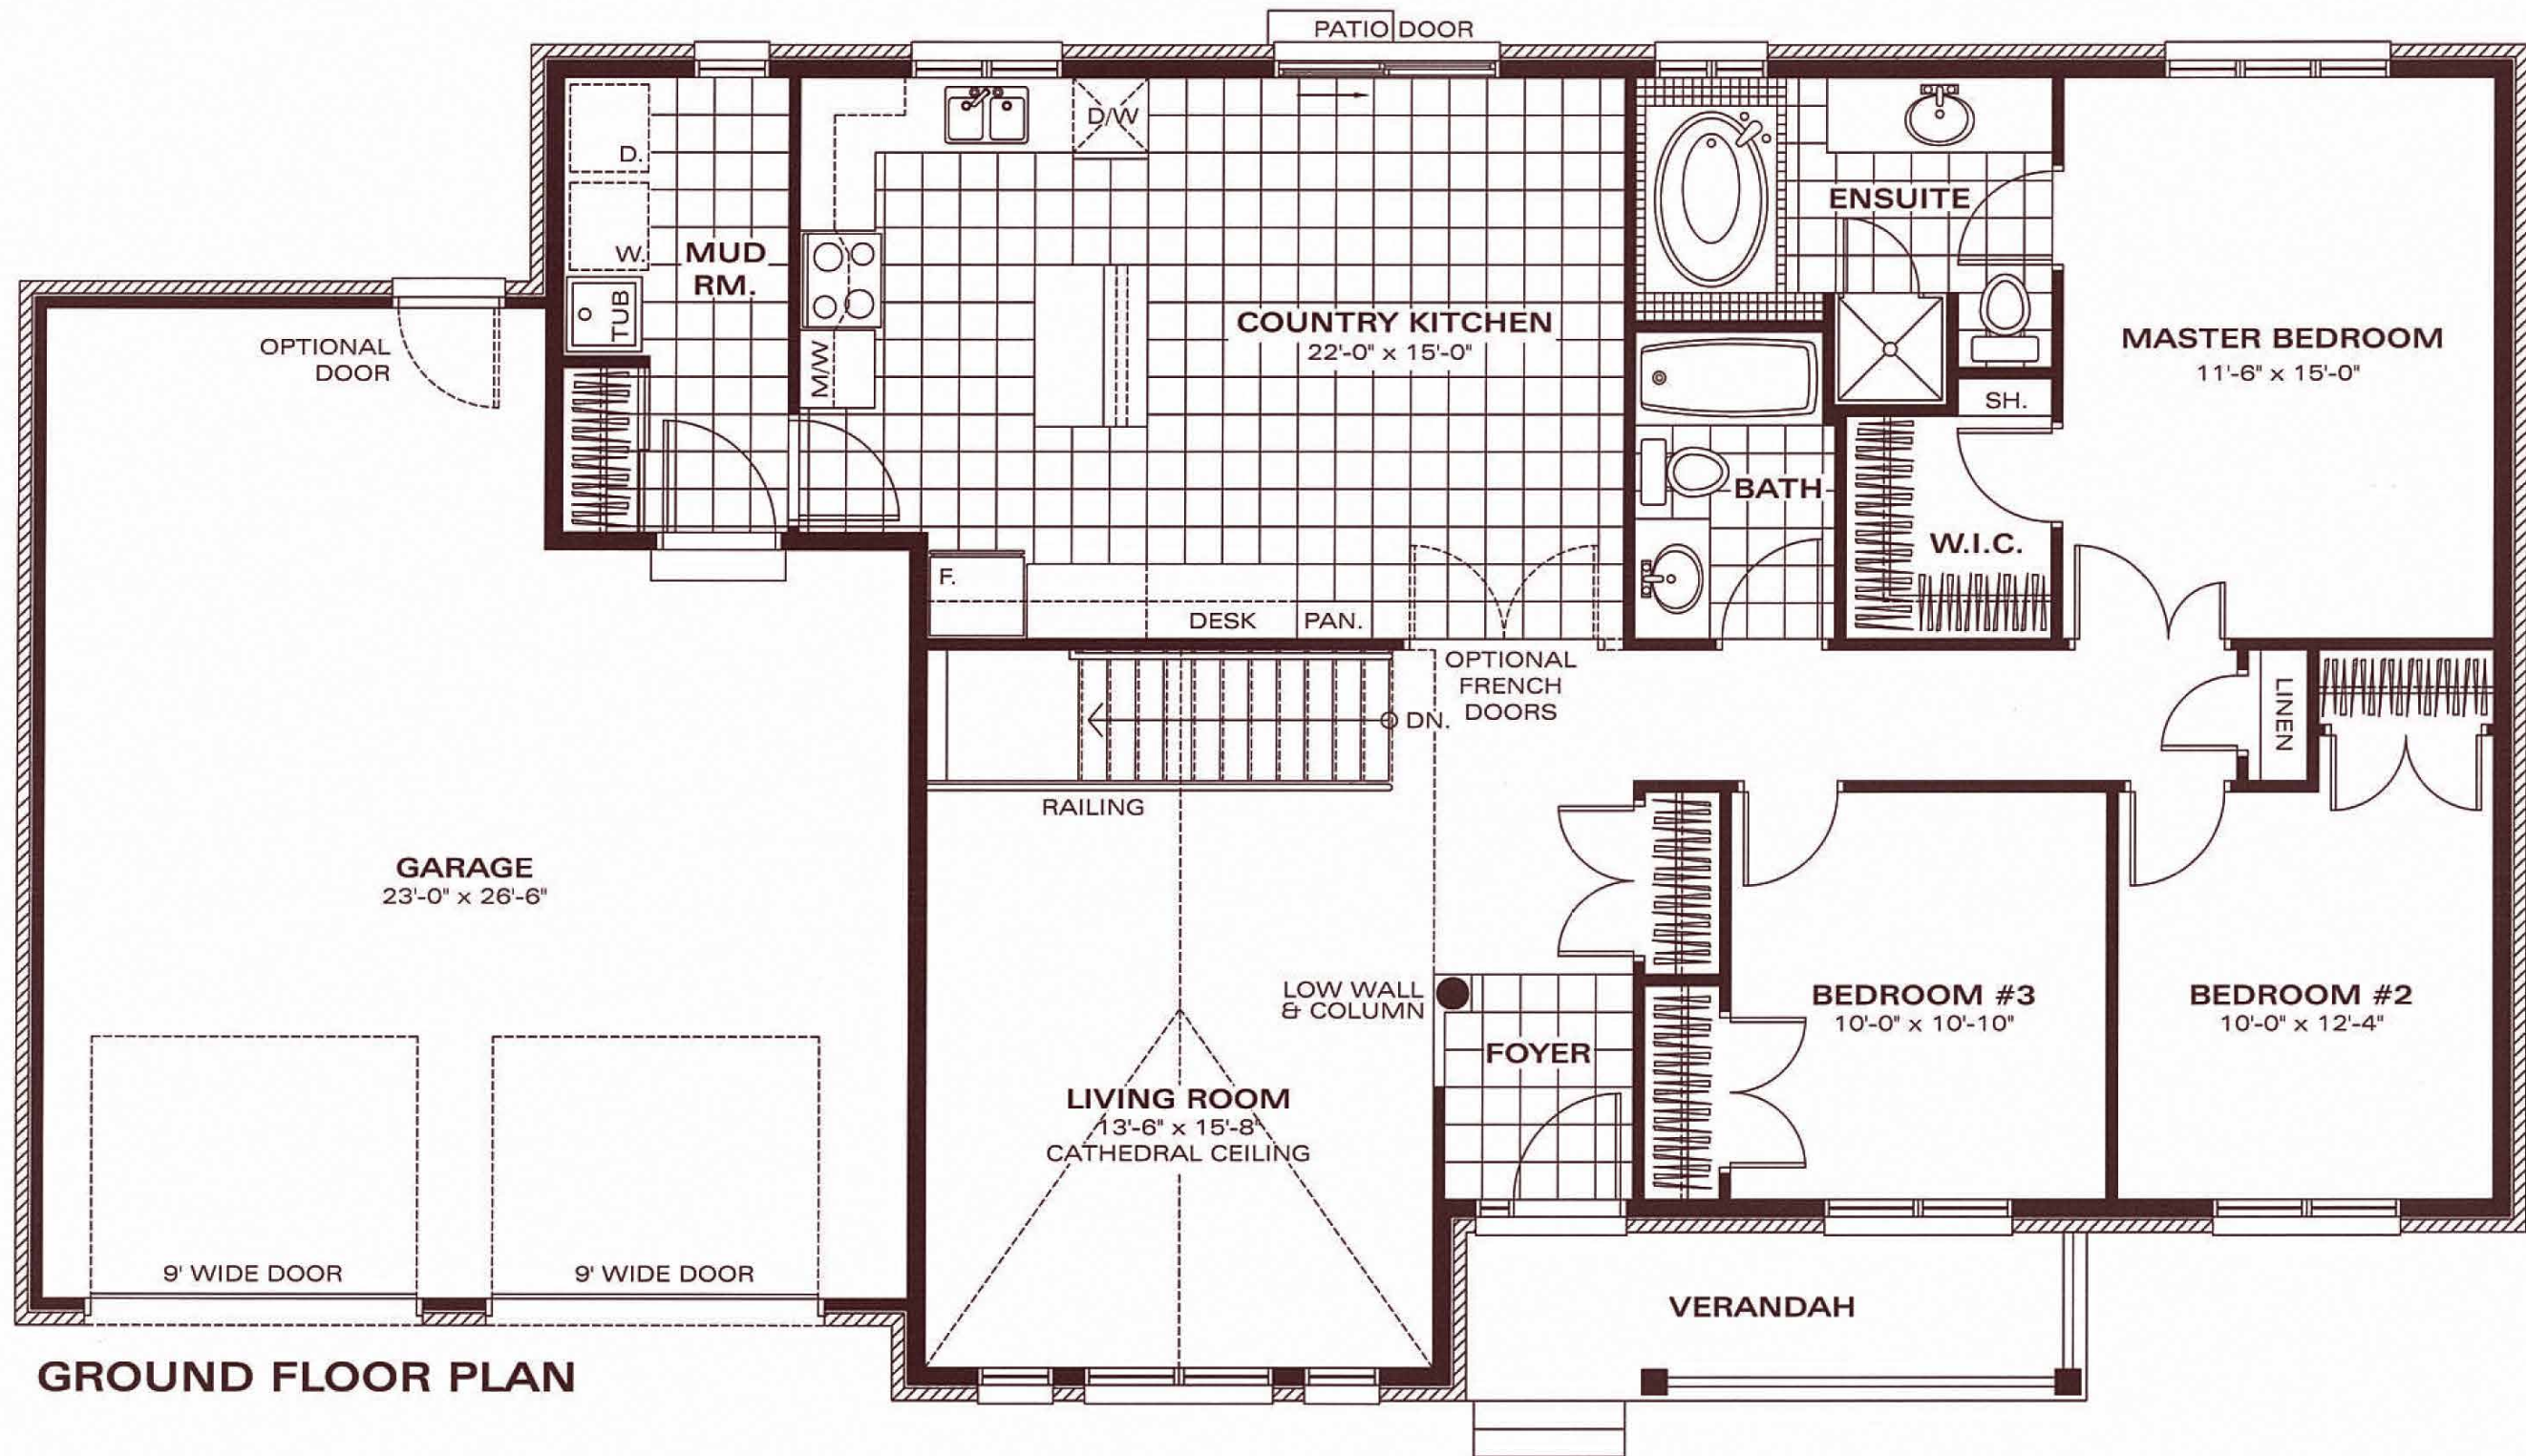 PATIO DOOR
D/W
D.
W.
MUD
RM.
TUB
M/W
COUNTRY KITCHEN
22'-0" x 15'-0"
ENSUITE
MASTER BEDROOM
11'-6" x 15'-0"
OPTIONAL
DOOR
SH.
BATH
W.I.C.
F.
DESK
PAN.
OPTIONAL
FRENCH
DOORS
DN.
LINEN
RAILING
GARAGE
23'-0" x 26'-6"
LOW WALL
& COLUMN
BEDROOM #3
10'-0" x 10'-10"
BEDROOM #2
10'-0" x 12'-4"
FOYER
LIVING ROOM
13'-6" x 15'-8"
CATHEDRAL CEILING
9' WIDE DOOR
9' WIDE DOOR
VERANDAH
GROUND FLOOR PLAN